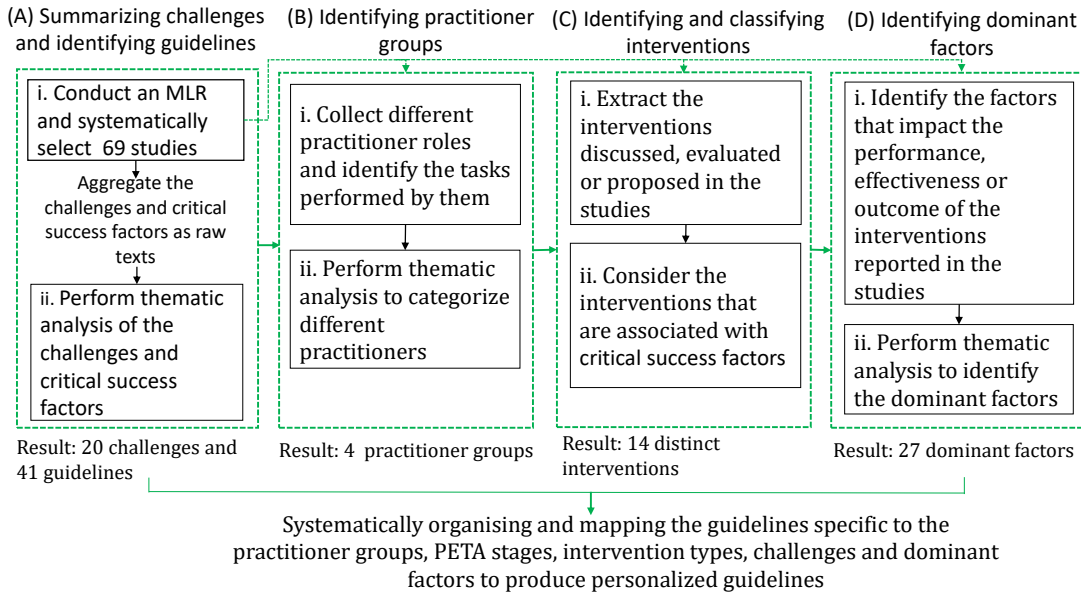 (A) Summarizing challenges
and identifying guidelines
i. Conduct an MLR
and systematically
select 69 studies
Aggregate the
challenges and critical
success factors as raw
texts
ii. Perform thematic
analysis of the
challenges and
critical success
factors
Result: 20 challenges and
41 guidelines
(B) Identifying practitioner
groups
i. Collect different
practitioner roles
and identify the tasks
performed by them
ii. Perform thematic
analysis to categorize
different
practitioners
Result: 4 practitioner groups
(C) Identifying and classifying
interventions
i. Extract the
interventions
discussed, evaluated
or proposed in the
studies
ii. Consider the
interventions that
are associated with
critical success factors
Result: 14 distinct
interventions
(D) Identifying dominant
factors
i. Identify the factors
that impact the
performance,
effectiveness or
outcome of the
interventions
reported in the
studies
ii. Perform thematic
analysis to identify
the dominant factors
Result: 27 dominant factors
Systematically organising and mapping the guidelines specific to the
practitioner groups, PETA stages, intervention types, challenges and dominant
factors to produce personalized guidelines